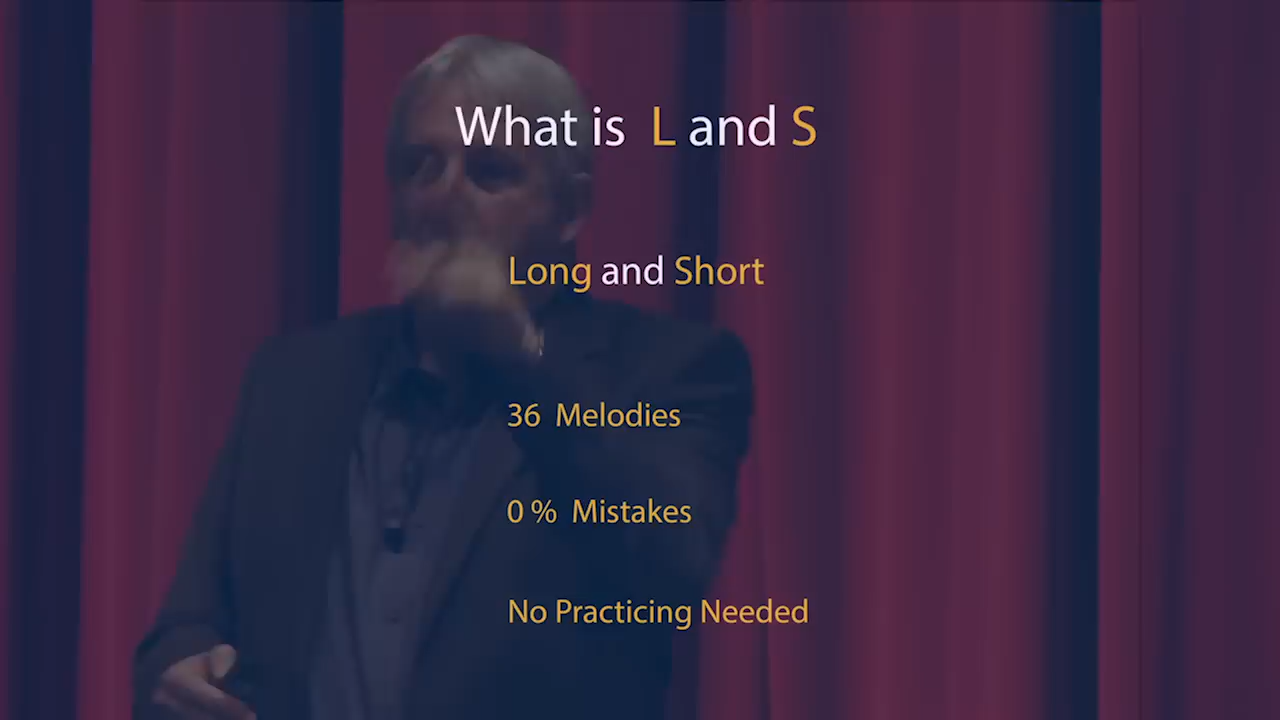 What is L and S
Long and Short
36 Melodies
0 % Mistakes
No Practicing Needed